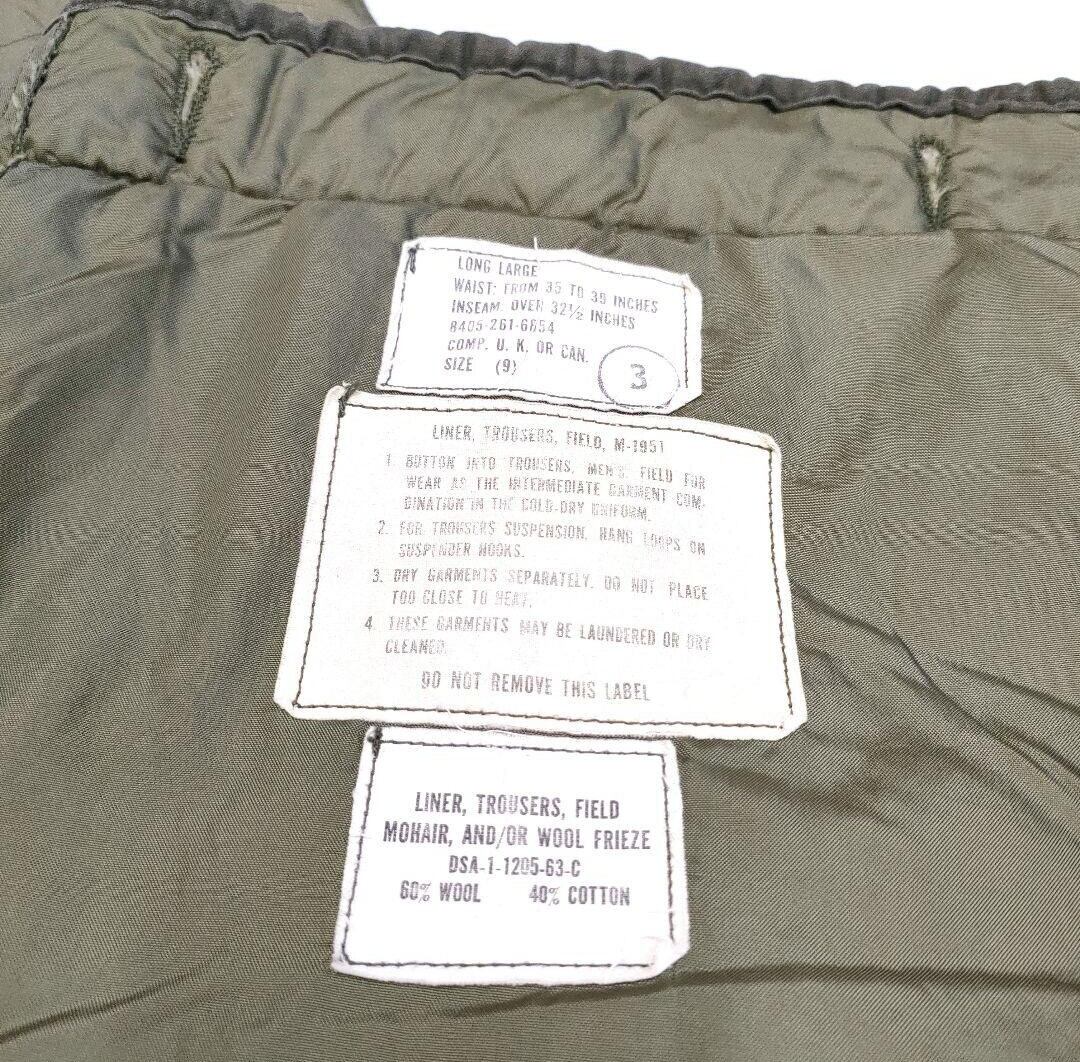 LONG LARGE
WAIST: FROM 35 TO 39 INCHES
INSEAM: OVER 32½ INCHES
8405-261-6654
COMP. U. K. OR CAN.
SIZE (9)
3
LINER, TROUSERS, FIELD, M-1951
1. BUTTON INTO TROUSERS, MEN'S, FIELD FOR
WEAR AS THE INTERMEDIATE GARMENT COM-
BINATION IN THE COLD-DRY UNIFORM.
2. FOR TROUSERS SUSPENSION, HANG LOOPS ON
SUSPENDER HOOKS.
3. DRY GARMENTS SEPARATELY. DO NOT PLACE
TOO CLOSE TO HEAT.
4. THESE GARMENTS MAY BE LAUNDERED OR DRY
CLEANED.
DO NOT REMOVE THIS LABEL
LINER, TROUSERS, FIELD
MOHAIR, AND/OR WOOL FRIEZE
DSA-1-1205-63-C
60% WOOL 40% COTTON